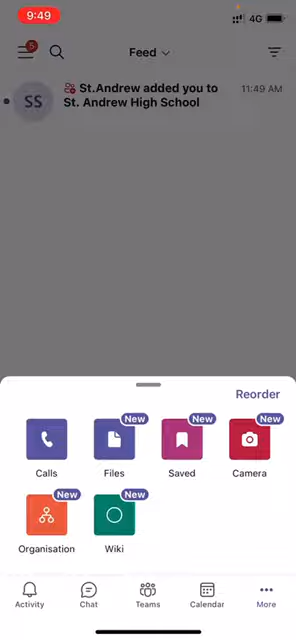 9:49
4G
5
Feed
SS
St.Andrew added you to
St. Andrew High School
11:49 AM
Reorder
New
New
New
Calls
Files
Saved
Camera
New
New
Organisation
Wiki
Activity
Chat
Teams
Calendar
More